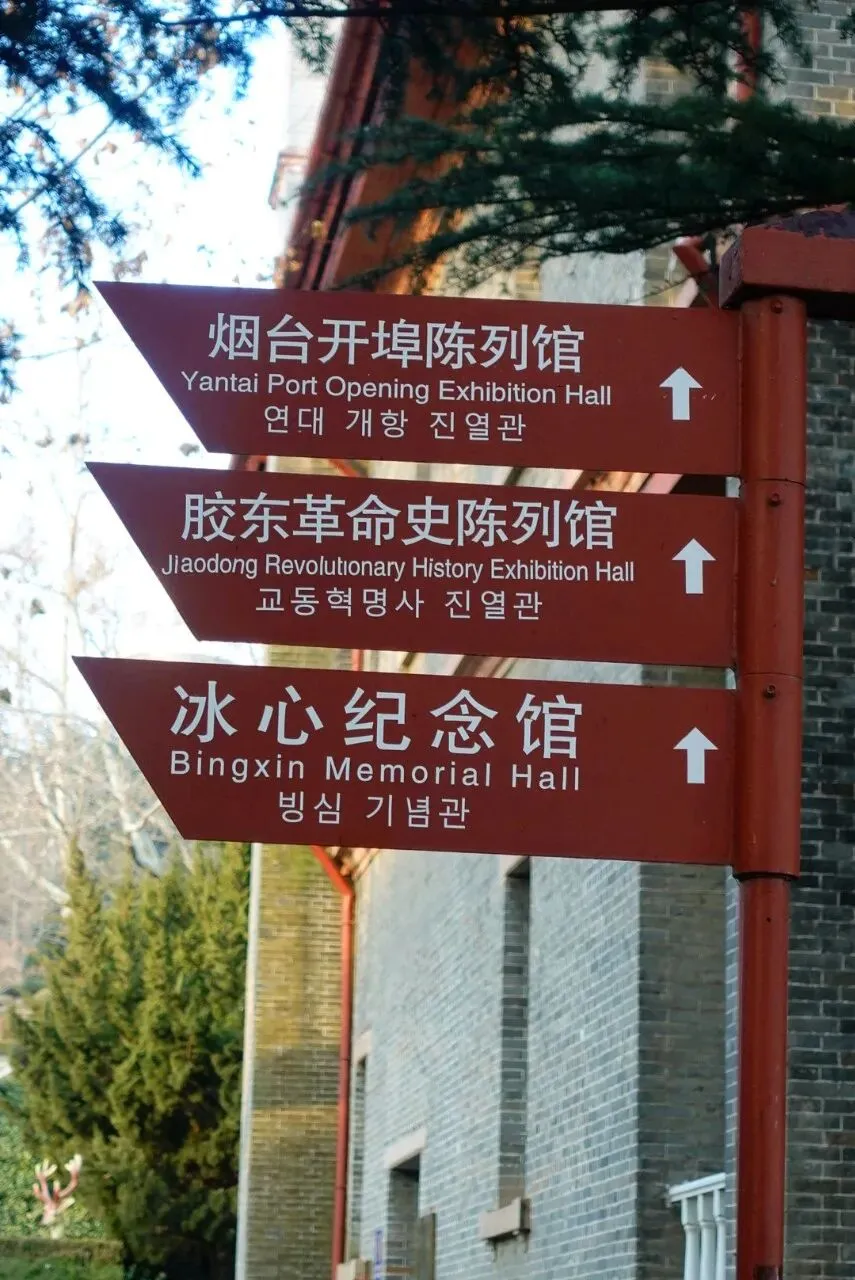 烟台开埠陈列馆
Yantai Port Opening Exhibition Hall
연대 개항 진열관
胶东革命史陈列馆
Jiaodong Revolutionary History Exhibition Hall
교동혁명사 진열관
冰心纪念馆
Bingxin Memorial Hall
빙심 기념관